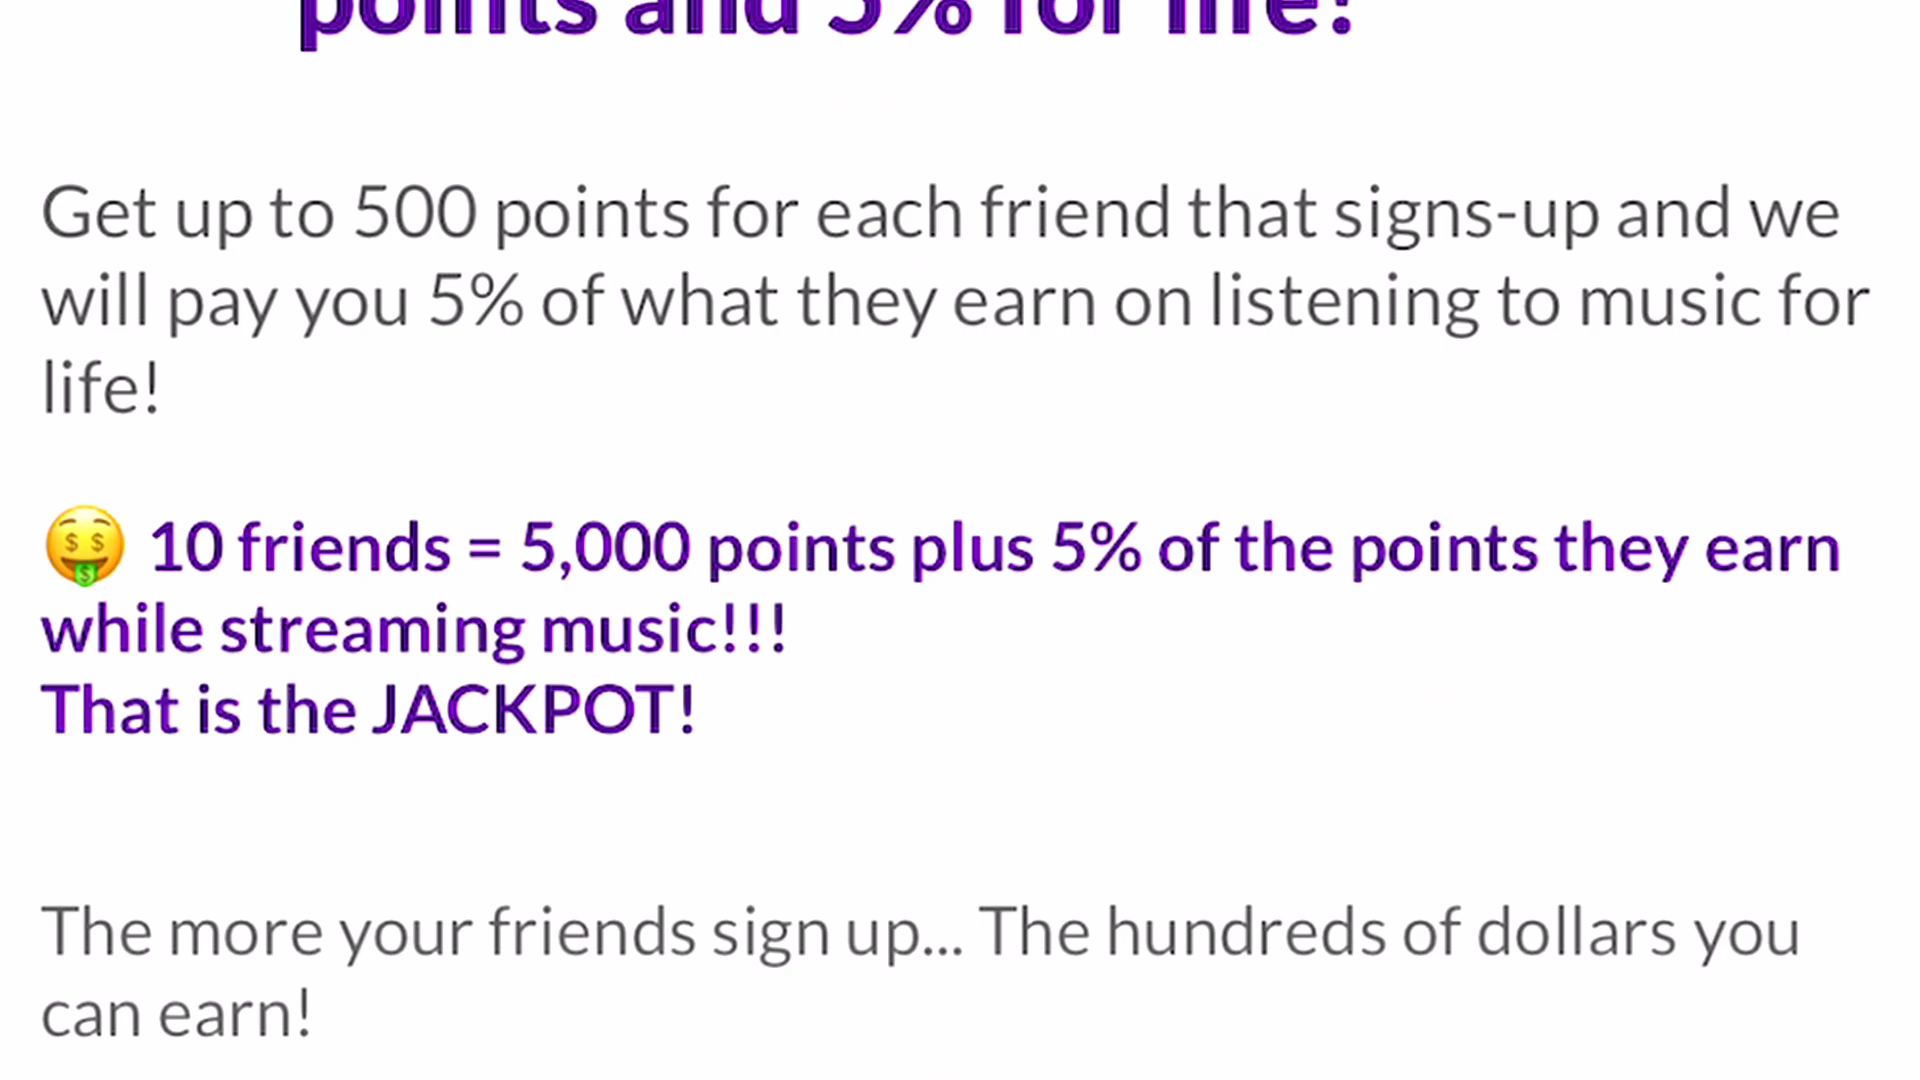 points and 5% for life!
Get up to 500 points for each friend that signs-up and we
will pay you 5% of what they earn on listening to music for
life!
🤑 10 friends = 5,000 points plus 5% of the points they earn
while streaming music!!!
That is the JACKPOT!
The more your friends sign up... The hundreds of dollars you
can earn!